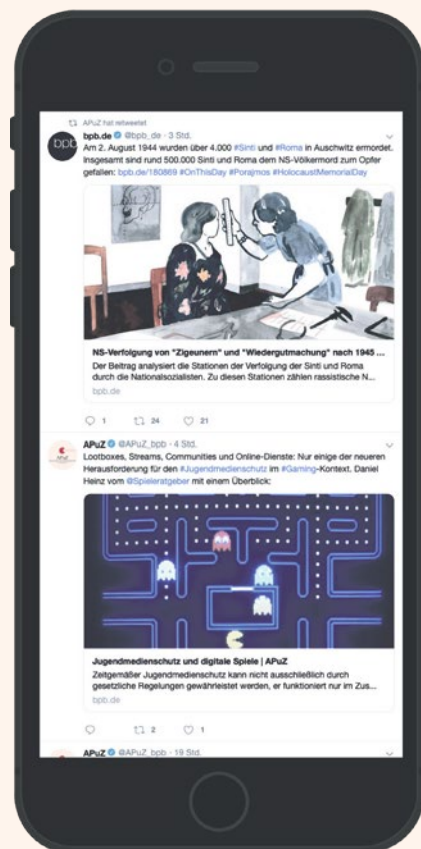 APuZ hat retweetet
bpb
bpb.de @bpb_de · 3 Std.
Am 2. August 1944 wurden über 4.000 #Sinti und #Roma in Auschwitz ermordet.
Insgesamt sind rund 500.000 Sinti und Roma dem NS-Völkermord zum Opfer
gefallen: bpb.de/180869 #OnThisDay #Porajmos #HolocaustMemorialDay
NS-Verfolgung von "Zigeunern" und "Wiedergutmachung" nach 1945 ...
Der Beitrag analysiert die Stationen der Verfolgung der Sinti und Roma
durch die Nationalsozialisten. Zu diesen Stationen zählen rassistische N...
bpb.de
1 24 21
APuZ @APuZ_bpb · 4 Std.
Lootboxes, Streams, Communities und Online-Dienste: Nur einige der neueren
Herausforderung für den #Jugendmedienschutz im #Gaming-Kontext. Daniel
Heinz vom @Spieleratgeber mit einem Überblick:
Jugendmedienschutz und digitale Spiele | APuZ
Zeitgemäßer Jugendmedienschutz kann nicht ausschließlich durch
gesetzliche Regelungen gewährleistet werden, er funktioniert nur im Zus...
bpb.de
2 1
APuZ @APuZ_bpb · 19 Std.